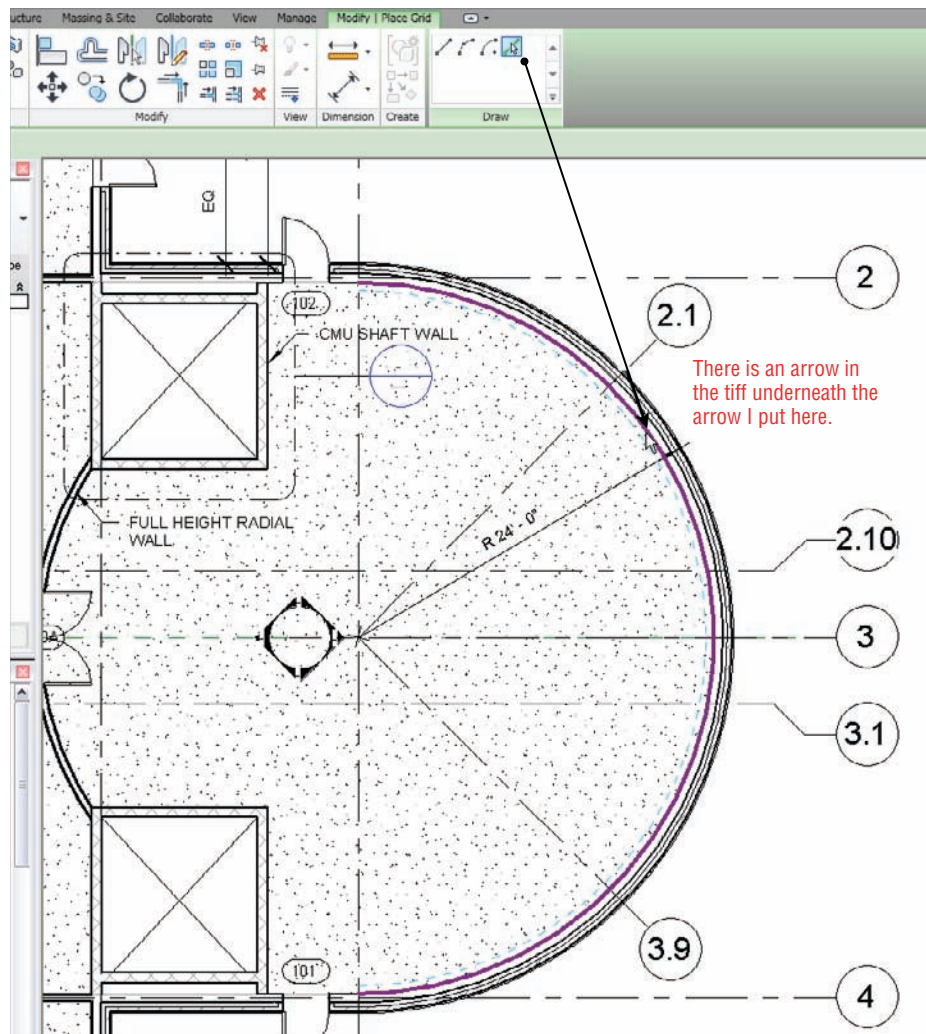 ucture Massing & Site Collaborate View Manage Modify | Place Grid
Modify View Dimension Create Draw
EQ
2
102
2.1
CMU SHAFT WALL
There is an arrow in
the tiff underneath the
arrow I put here.
FULL HEIGHT RADIAL
WALL
R 24' - 0"
2.10
3
3.1
3.9
101
4